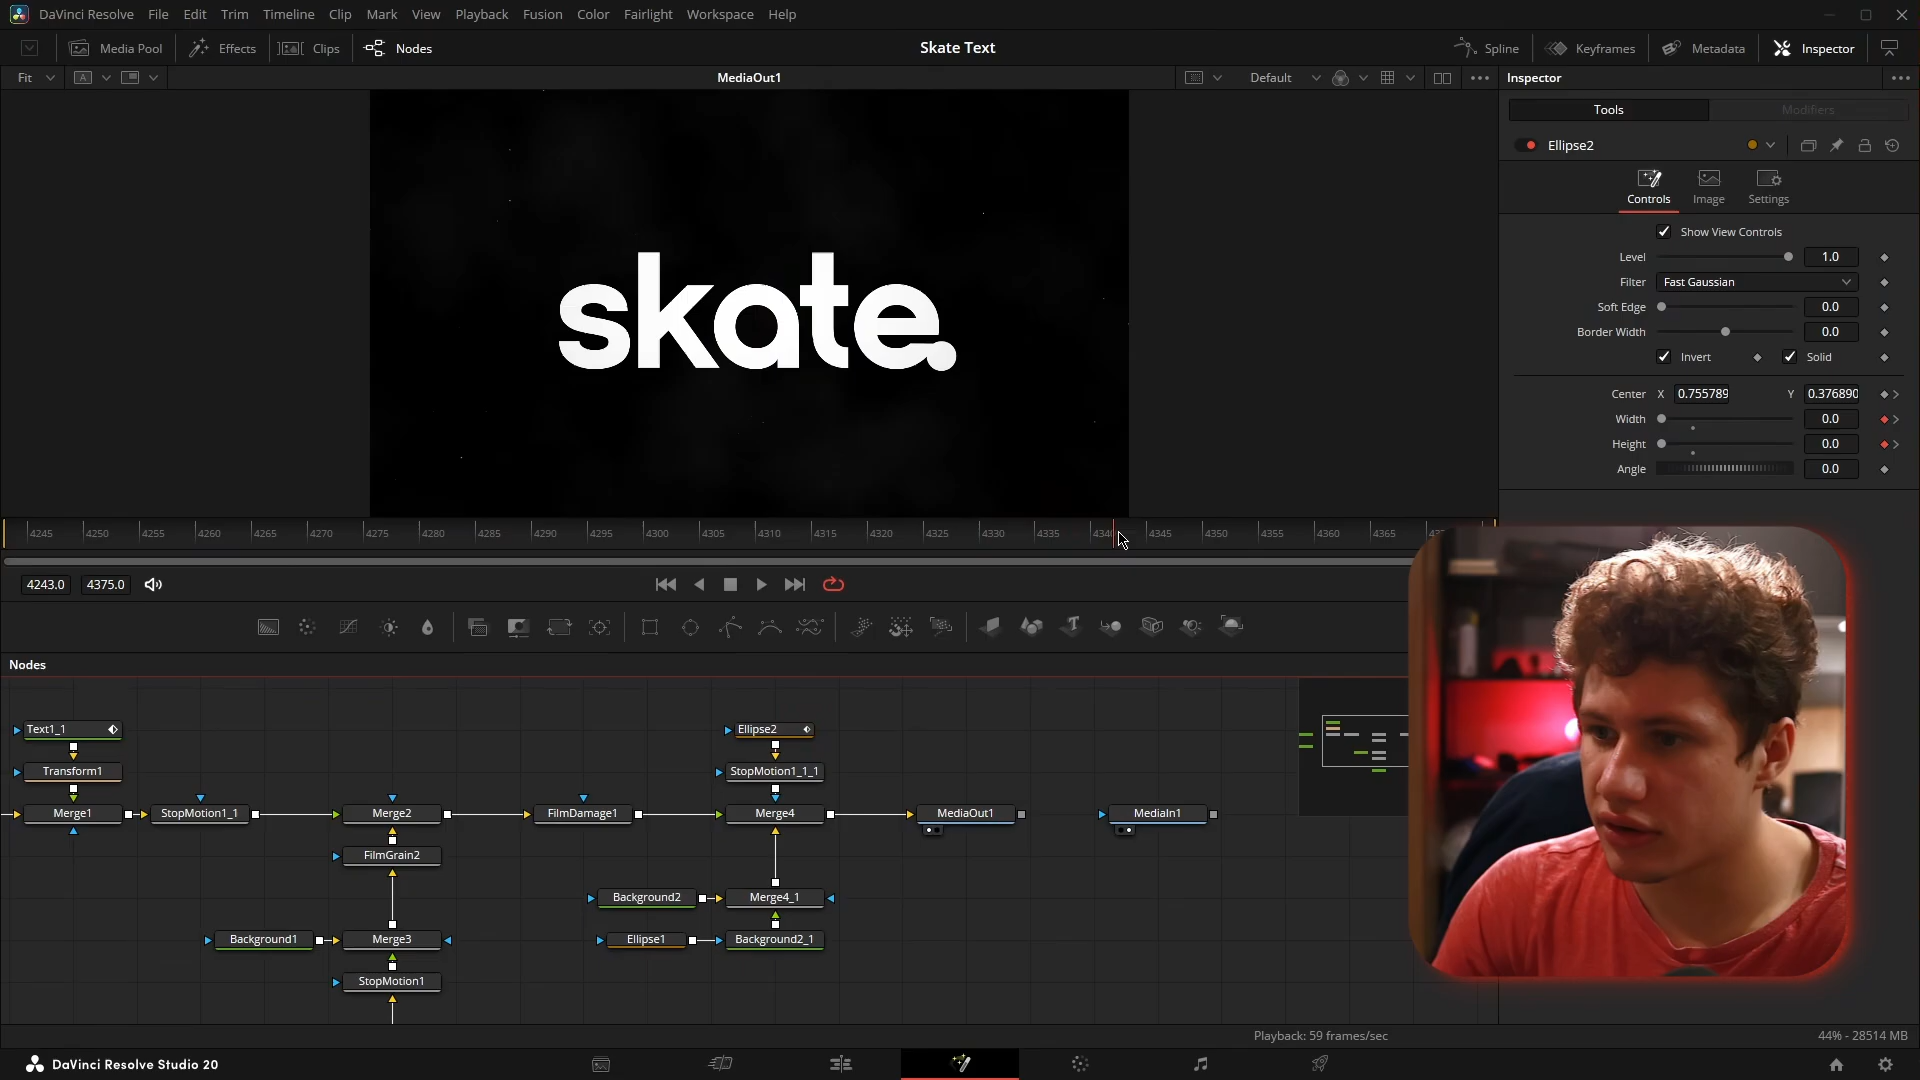 DaVinci Resolve File Edit Trim Timeline Clip Mark View Playback Fusion Color Fairlight Workspace Help
Media Pool Effects Clips Nodes Skate Text Spline Keyframes Metadata Inspector
Fit A MediaOut1 Default Inspector
Tools Modifiers
Ellipse2
Controls Image Settings
Show View Controls
Level 1.0
Filter Fast Gaussian
Soft Edge 0.0
Border Width 0.0
Invert Solid
Center X 0.755789 Y 0.376890
Width 0.0
Height 0.0
Angle 0.0
skate.
4245 4250 4255 4260 4265 4270 4275 4280 4285 4290 4295 4300 4305 4310 4315 4320 4325 4330 4335 4340 4345 4350 4355 4360 4365 4370
4243.0 4375.0
Nodes
Text1_1 Ellipse2
Transform1 StopMotion1_1_1
Merge1 StopMotion1_1 Merge2 FilmDamage1 Merge4 MediaOut1 MediaIn1
FilmGrain2
Background2 Merge4_1
Background1 Merge3 Ellipse1 Background2_1
StopMotion1
Playback: 59 frames/sec 44% - 28514 MB
DaVinci Resolve Studio 20